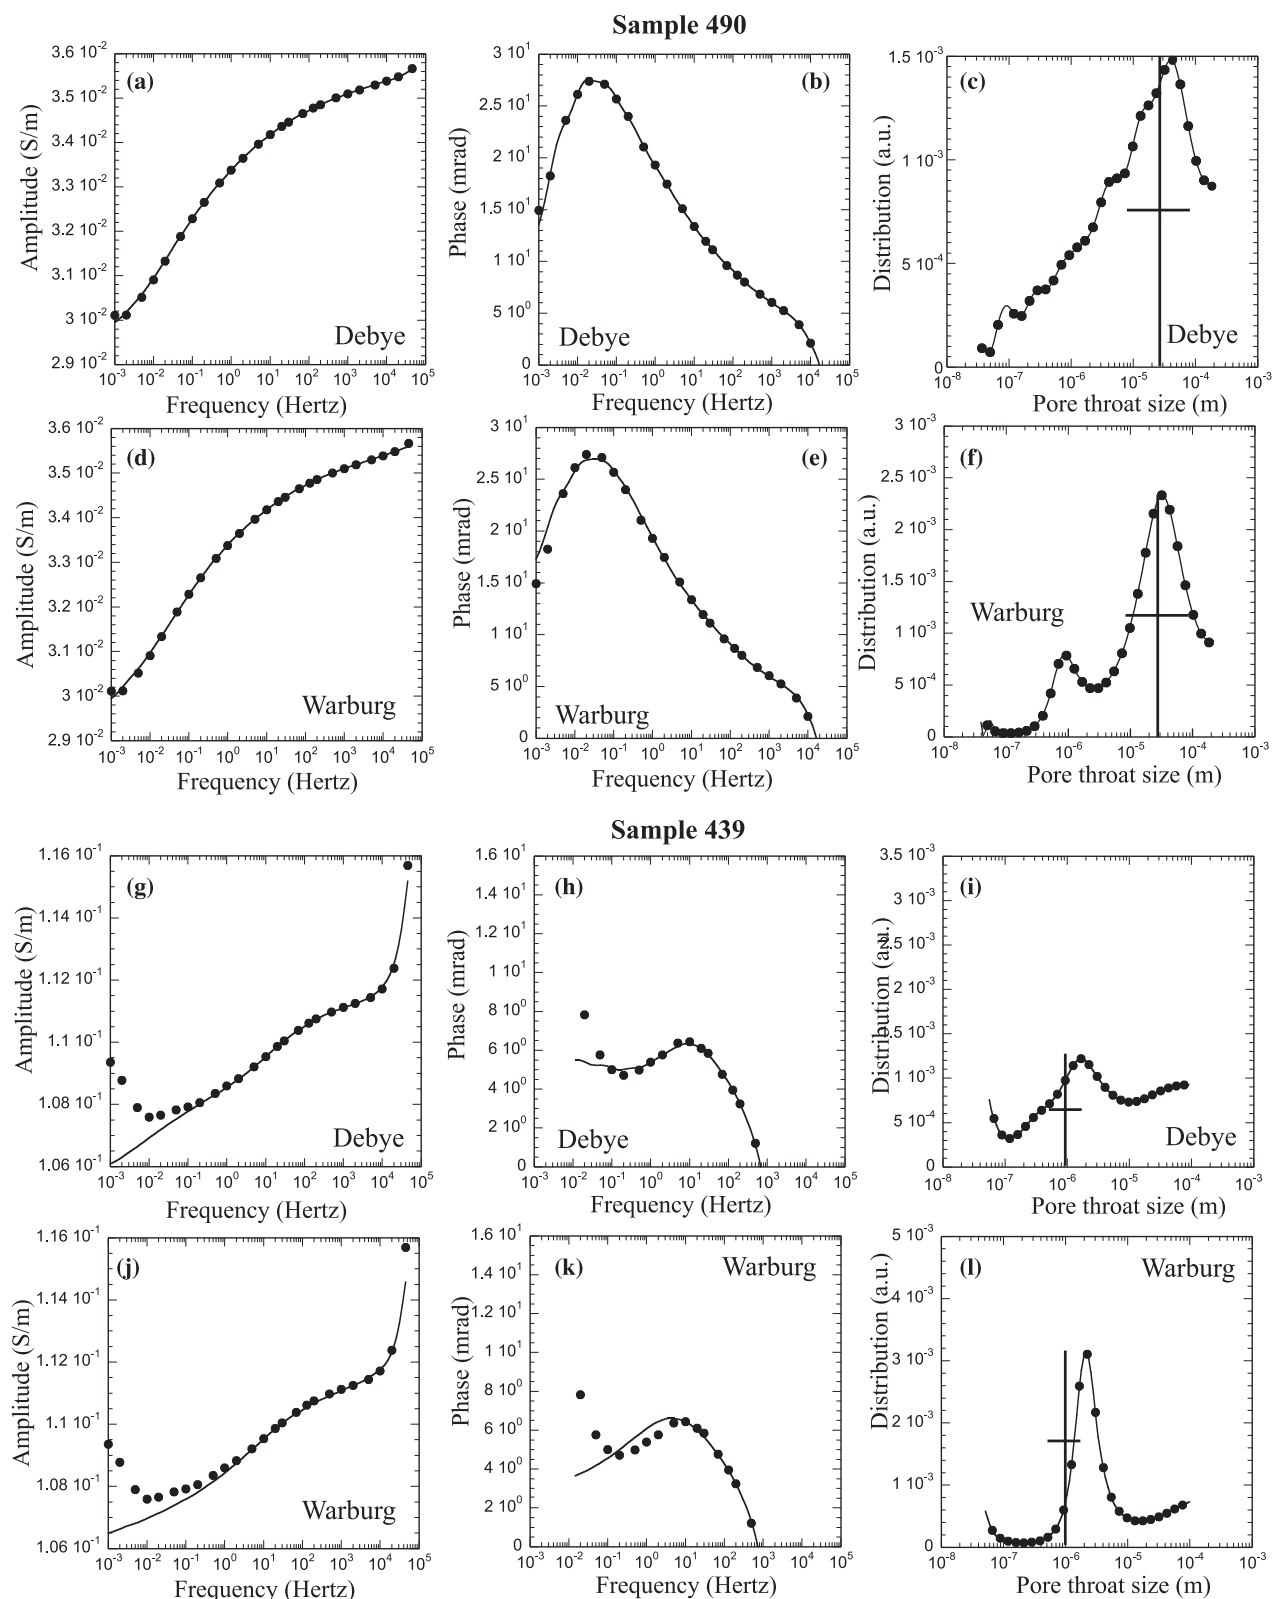 Sample 490
(a)
Amplitude (S/m)
3.6 10⁻²
3.5 10⁻²
3.4 10⁻²
3.3 10⁻²
3.2 10⁻²
3.1 10⁻²
3 10⁻²
2.9 10⁻²
Debye
10⁻³ 10⁻² 10⁻¹ 10⁰ 10¹ 10² 10³ 10⁴ 10⁵
Frequency (Hertz)
(b)
Phase (mrad)
3 10¹
2.5 10¹
2 10¹
1.5 10¹
1 10¹
5 10⁰
0
Debye
10⁻³ 10⁻² 10⁻¹ 10⁰ 10¹ 10² 10³ 10⁴ 10⁵
Frequency (Hertz)
(c)
Distribution (a.u.)
1.5 10⁻³
1 10⁻³
5 10⁻⁴
0
Debye
10⁻⁸ 10⁻⁷ 10⁻⁶ 10⁻⁵ 10⁻⁴ 10⁻³
Pore throat size (m)
(d)
Amplitude (S/m)
3.6 10⁻²
3.5 10⁻²
3.4 10⁻²
3.3 10⁻²
3.2 10⁻²
3.1 10⁻²
3 10⁻²
2.9 10⁻²
Warburg
10⁻³ 10⁻² 10⁻¹ 10⁰ 10¹ 10² 10³ 10⁴ 10⁵
Frequency (Hertz)
(e)
Phase (mrad)
3 10¹
2.5 10¹
2 10¹
1.5 10¹
1 10¹
5 10⁰
0
Warburg
10⁻³ 10⁻² 10⁻¹ 10⁰ 10¹ 10² 10³ 10⁴ 10⁵
Frequency (Hertz)
(f)
Distribution (a.u.)
3 10⁻³
2.5 10⁻³
2 10⁻³
1.5 10⁻³
1 10⁻³
5 10⁻⁴
0
Warburg
10⁻⁸ 10⁻⁷ 10⁻⁶ 10⁻⁵ 10⁻⁴ 10⁻³
Pore throat size (m)
Sample 439
(g)
Amplitude (S/m)
1.16 10⁻¹
1.14 10⁻¹
1.12 10⁻¹
1.1 10⁻¹
1.08 10⁻¹
1.06 10⁻¹
Debye
10⁻³ 10⁻² 10⁻¹ 10⁰ 10¹ 10² 10³ 10⁴ 10⁵
Frequency (Hertz)
(h)
Phase (mrad)
1.6 10¹
1.4 10¹
1.2 10¹
1 10¹
8 10⁰
6 10⁰
4 10⁰
2 10⁰
0
Debye
10⁻³ 10⁻² 10⁻¹ 10⁰ 10¹ 10² 10³ 10⁴ 10⁵
Frequency (Hertz)
(i)
Distribution (a.u.)
3.5 10⁻³
3 10⁻³
2.5 10⁻³
2 10⁻³
1.5 10⁻³
1 10⁻³
5 10⁻⁴
0
Debye
10⁻⁸ 10⁻⁷ 10⁻⁶ 10⁻⁵ 10⁻⁴ 10⁻³
Pore throat size (m)
(j)
Amplitude (S/m)
1.16 10⁻¹
1.14 10⁻¹
1.12 10⁻¹
1.1 10⁻¹
1.08 10⁻¹
1.06 10⁻¹
Warburg
10⁻³ 10⁻² 10⁻¹ 10⁰ 10¹ 10² 10³ 10⁴ 10⁵
Frequency (Hertz)
(k)
Warburg
Phase (mrad)
1.6 10¹
1.4 10¹
1.2 10¹
1 10¹
8 10⁰
6 10⁰
4 10⁰
2 10⁰
0
10⁻³ 10⁻² 10⁻¹ 10⁰ 10¹ 10² 10³ 10⁴ 10⁵
Frequency (Hertz)
(l)
Warburg
Distribution (a.u.)
5 10⁻³
4 10⁻³
3 10⁻³
2 10⁻³
1 10⁻³
0
10⁻⁸ 10⁻⁷ 10⁻⁶ 10⁻⁵ 10⁻⁴ 10⁻³
Pore throat size (m)